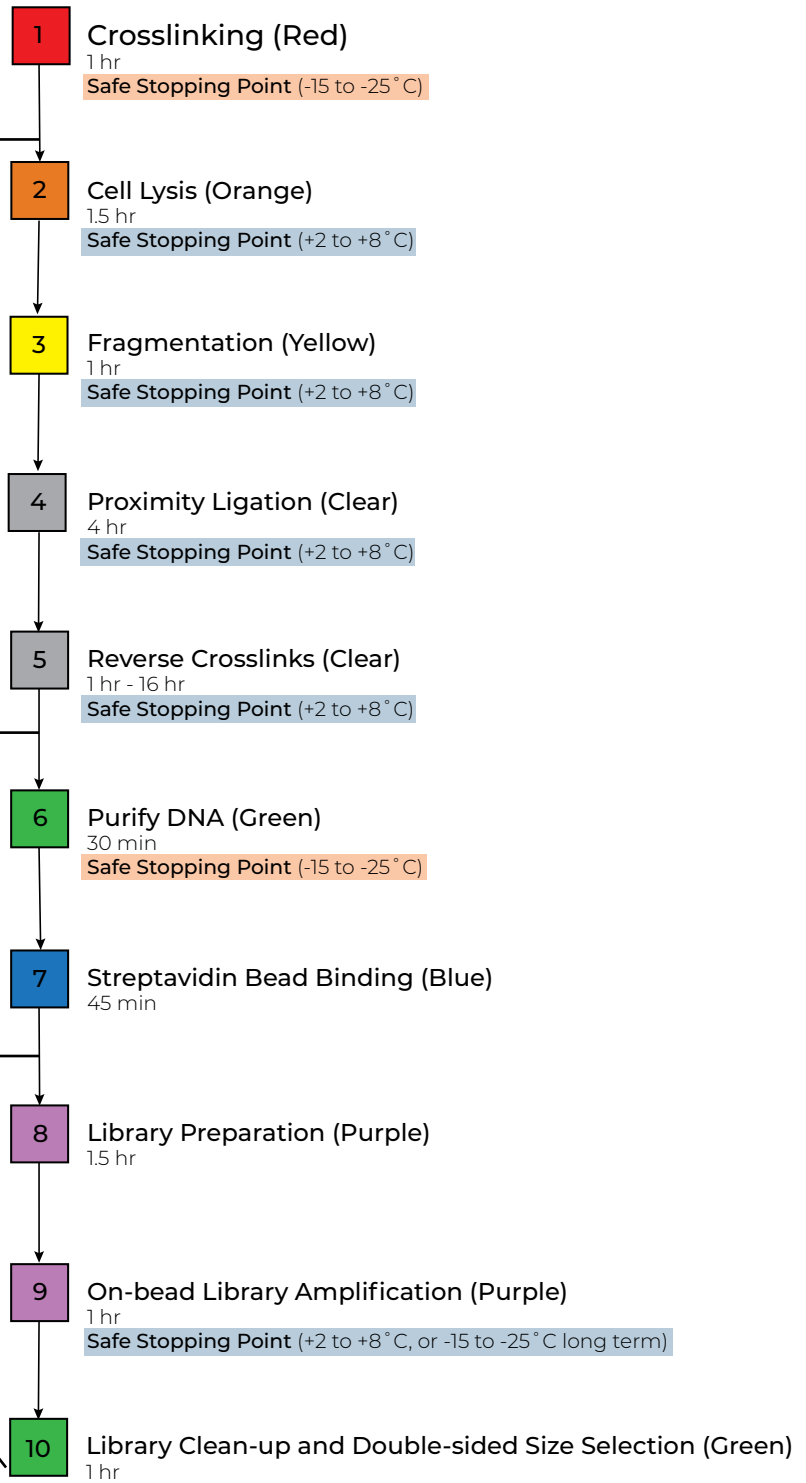 1
Crosslinking (Red)
1 hr
Safe Stopping Point (-15 to -25˚C)
2
Cell Lysis (Orange)
1.5 hr
Safe Stopping Point (+2 to +8˚C)
3
Fragmentation (Yellow)
1 hr
Safe Stopping Point (+2 to +8˚C)
4
Proximity Ligation (Clear)
4 hr
Safe Stopping Point (+2 to +8˚C)
5
Reverse Crosslinks (Clear)
1 hr - 16 hr
Safe Stopping Point (+2 to +8˚C)
6
Purify DNA (Green)
30 min
Safe Stopping Point (-15 to -25˚C)
7
Streptavidin Bead Binding (Blue)
45 min
8
Library Preparation (Purple)
1.5 hr
9
On-bead Library Amplification (Purple)
1 hr
Safe Stopping Point (+2 to +8˚C, or -15 to -25˚C long term)
10
Library Clean-up and Double-sided Size Selection (Green)
1 hr